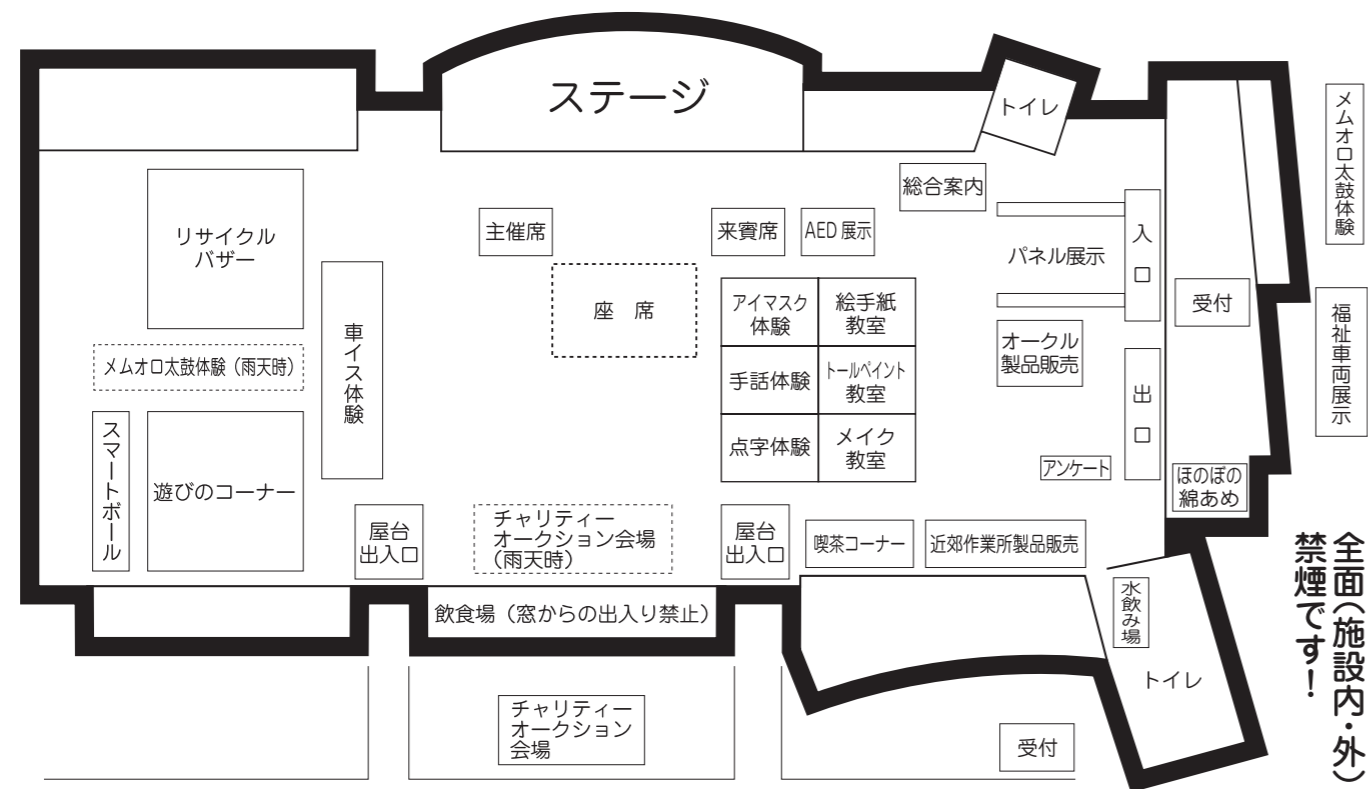 ステージ
トイレ
メムオロ太鼓体験
総合案内
リサイクル
バザー
主催席
来賓席
AED 展示
入口
パネル展示
受付
座 席
アイマスク
体験
絵手紙
教室
車イス体験
福祉車両展示
オークル
製品販売
メムオロ太鼓体験（雨天時）
手話体験
トールペイント
教室
出口
スマートボール
遊びのコーナー
点字体験
メイク
教室
アンケート
ほのぼの
綿あめ
屋台
出入口
チャリティー
オークション会場
（雨天時）
屋台
出入口
喫茶コーナー
近郊作業所製品販売
全面（施設内・外）
禁煙です！
飲食場（窓からの出入り禁止）
水飲み場
トイレ
チャリティー
オークション
会場
受付